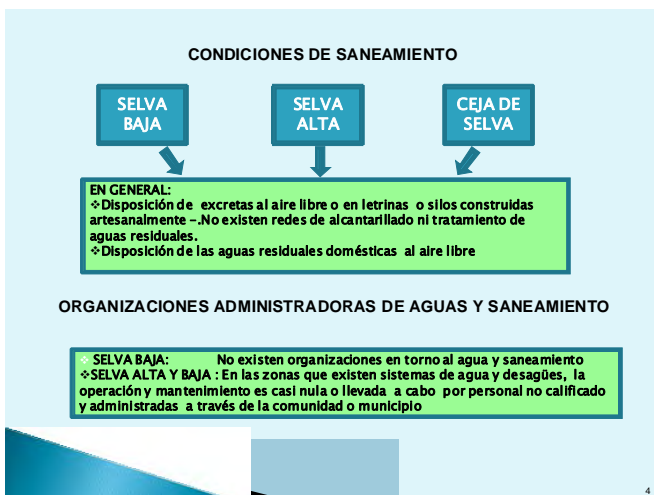 CONDICIONES DE SANEAMIENTO
SELVA
BAJA
SELVA
ALTA
CEJA DE
SELVA
EN GENERAL:
❖Disposición de excretas al aire libre o en letrinas o silos construidas
artesanalmente –.No existen redes de alcantarillado ni tratamiento de
aguas residuales.
❖Disposición de las aguas residuales domésticas al aire libre
ORGANIZACIONES ADMINISTRADORAS DE AGUAS Y SANEAMIENTO
❖ SELVA BAJA: No existen organizaciones en torno al agua y saneamiento
❖SELVA ALTA Y BAJA : En las zonas que existen sistemas de agua y desagües, la
operación y mantenimiento es casi nula o llevada a cabo por personal no calificado
y administradas a través de la comunidad o municipio
4